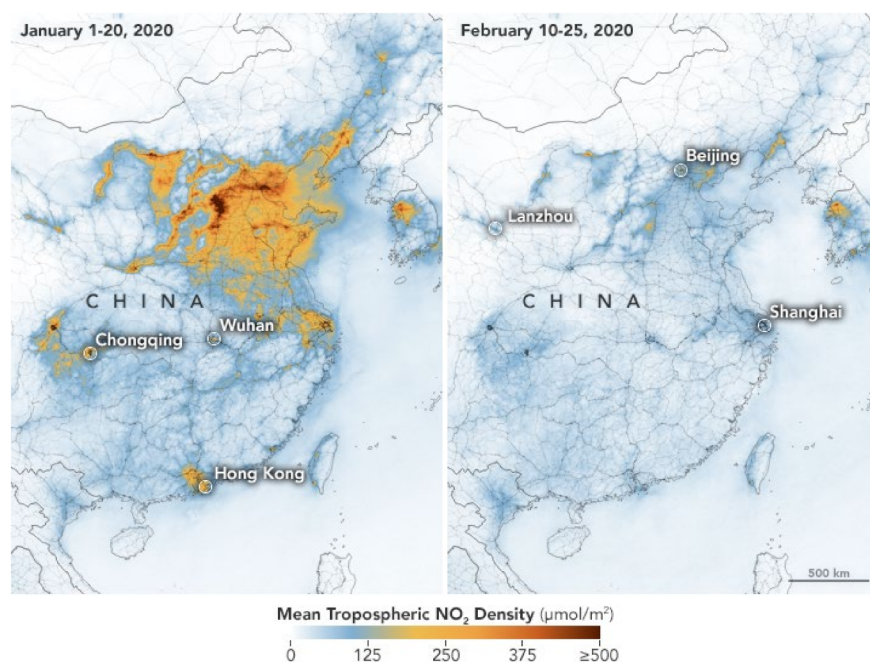 January 1-20, 2020
CHINA
Wuhan
Chongqing
Hong Kong
February 10-25, 2020
Beijing
Lanzhou
CHINA
Shanghai
500 km
Mean Tropospheric NO₂ Density (μmol/m²)
0 125 250 375 ≥500